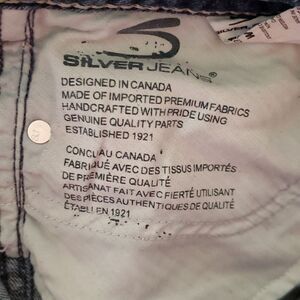 SILVER JEANS®
DESIGNED IN CANADA
MADE OF IMPORTED PREMIUM FABRICS
HANDCRAFTED WITH PRIDE USING
GENUINE QUALITY PARTS
ESTABLISHED 1921
CONCU AU CANADA
FABRIQUÉ AVEC DES TISSUS IMPORTÉS
DE PREMIÈRE QUALITÉ
ARTISANAT FAIT AVEC FIERTÉ UTILISANT
DES PIÈCES AUTHENTIQUES DE QUALITÉ
ÉTABLI EN 1921